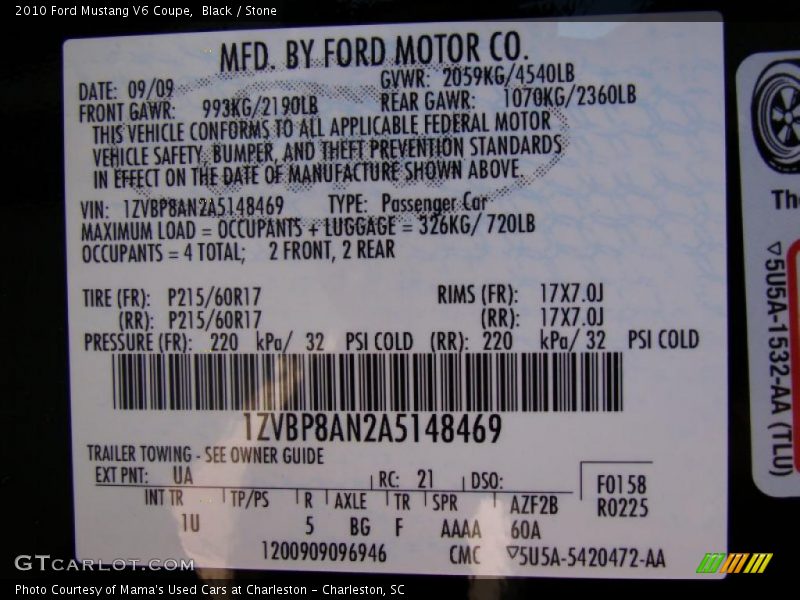 2010 Ford Mustang V6 Coupe, Black / Stone
MFD. BY FORD MOTOR CO.
DATE: 09/09 GVWR: 2059KG/4540LB
FRONT GAWR: 993KG/2190LB REAR GAWR: 1070KG/2360LB
THIS VEHICLE CONFORMS TO ALL APPLICABLE FEDERAL MOTOR
VEHICLE SAFETY, BUMPER, AND THEFT PREVENTION STANDARDS
IN EFFECT ON THE DATE OF MANUFACTURE SHOWN ABOVE.
VIN: 1ZVBP8AN2A5148469 TYPE: Passenger Car
MAXIMUM LOAD = OCCUPANTS + LUGGAGE = 326KG/ 720LB
OCCUPANTS = 4 TOTAL; 2 FRONT, 2 REAR
TIRE (FR): P215/60R17 RIMS (FR): 17X7.0J
(RR): P215/60R17 (RR): 17X7.0J
PRESSURE (FR): 220 kPa/ 32 PSI COLD (RR): 220 kPa/ 32 PSI COLD
1ZVBP8AN2A5148469
TRAILER TOWING - SEE OWNER GUIDE
EXT PNT: UA RC: 21 DSO: F0158
INT TR TP/PS R AXLE TR SPR AZF2B R0225
1U 5 BG F AAAA 60A
1200909096946 CMC ▽5U5A-5420472-AA
The
▽5U5A-1532-AA (TLU)
GTCARLOT.COM
Photo Courtesy of Mama's Used Cars at Charleston - Charleston, SC